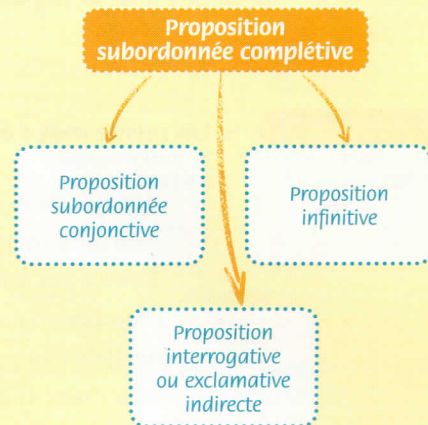 Proposition
subordonnée complétive
Proposition
subordonnée
conjonctive
Proposition
infinitive
Proposition
interrogative
ou exclamative
indirecte